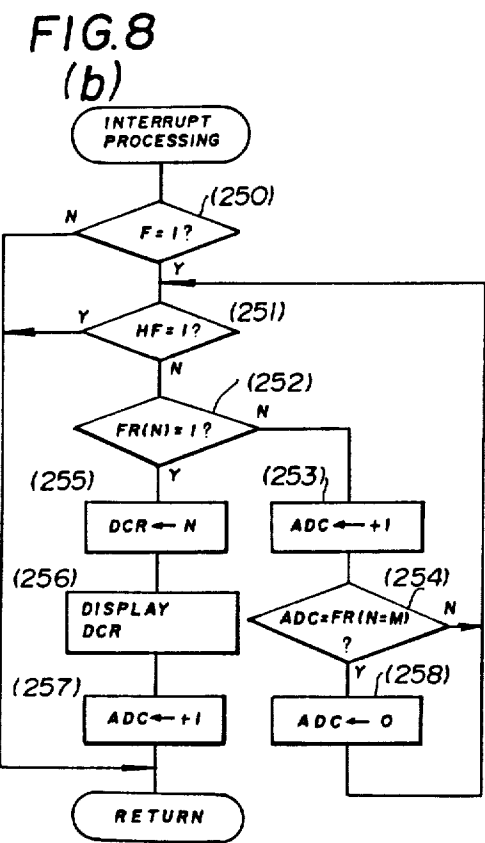 FIG.8
(b)
INTERRUPT
PROCESSING
(250)
N
F=1?
Y
(251)
Y
HF=1?
N
(252)
FR(N)=1?
N
Y
(255)
DCR←N
(253)
ADC←+1
(256)
DISPLAY
DCR
(254)
ADC=FR(N=M)
?
N
Y
(257)
ADC←+1
(258)
ADC←0
RETURN